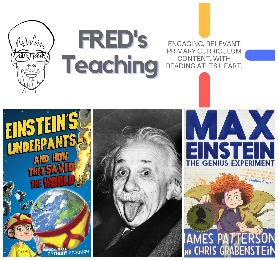 FRED's
Teaching
ENGAGING, RELEVANT
PRIMARY CURRICULUM
CONTENT, WITH
READING AT ITS HEART.
EINSTEIN'S
UNDERPANTS
AND HOW
THEY SAVED
THE WORLD
MAX
EINSTEIN
THE GENIUS EXPERIMENT
JAMES PATTERSON
AND CHRIS GRABENSTEIN